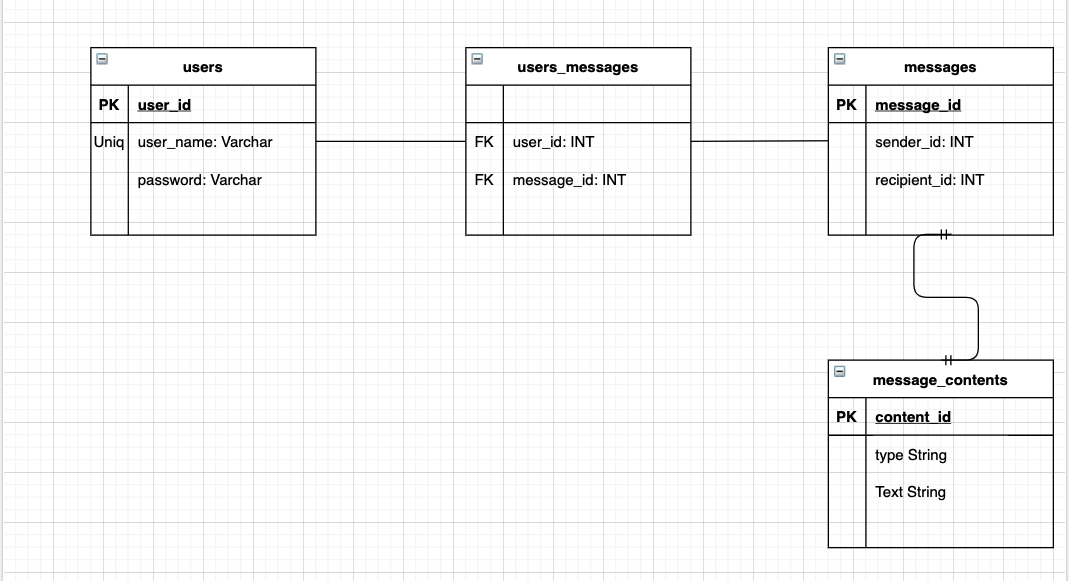 users
PK user_id
Uniq user_name: Varchar
password: Varchar
users_messages
FK user_id: INT
FK message_id: INT
messages
PK message_id
sender_id: INT
recipient_id: INT
message_contents
PK content_id
type String
Text String